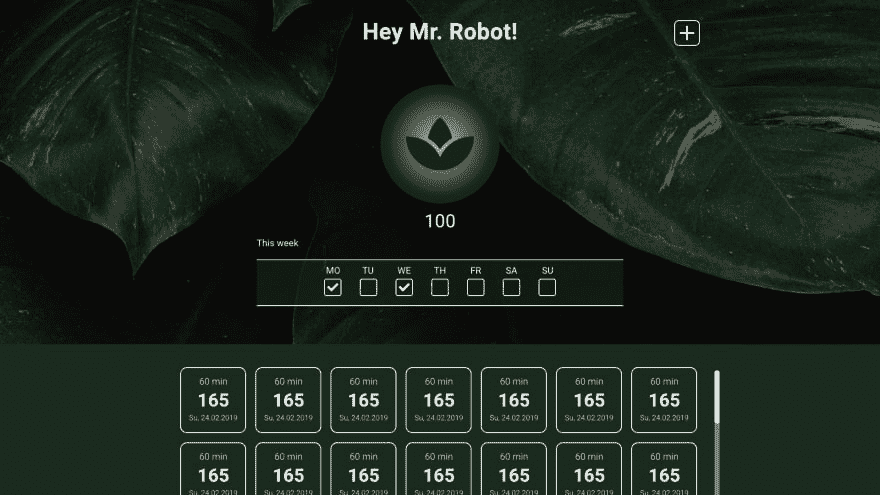 Hey Mr. Robot!
100
This week
MO TU WE TH FR SA SU
60 min 60 min 60 min 60 min 60 min 60 min 60 min
165 165 165 165 165 165 165
Su, 24.02.2019 Su, 24.02.2019 Su, 24.02.2019 Su, 24.02.2019 Su, 24.02.2019 Su, 24.02.2019 Su, 24.02.2019
60 min 60 min 60 min 60 min 60 min 60 min 60 min
165 165 165 165 165 165 165
Su, 24.02.2019 Su, 24.02.2019 Su, 24.02.2019 Su, 24.02.2019 Su, 24.02.2019 Su, 24.02.2019 Su, 24.02.2019